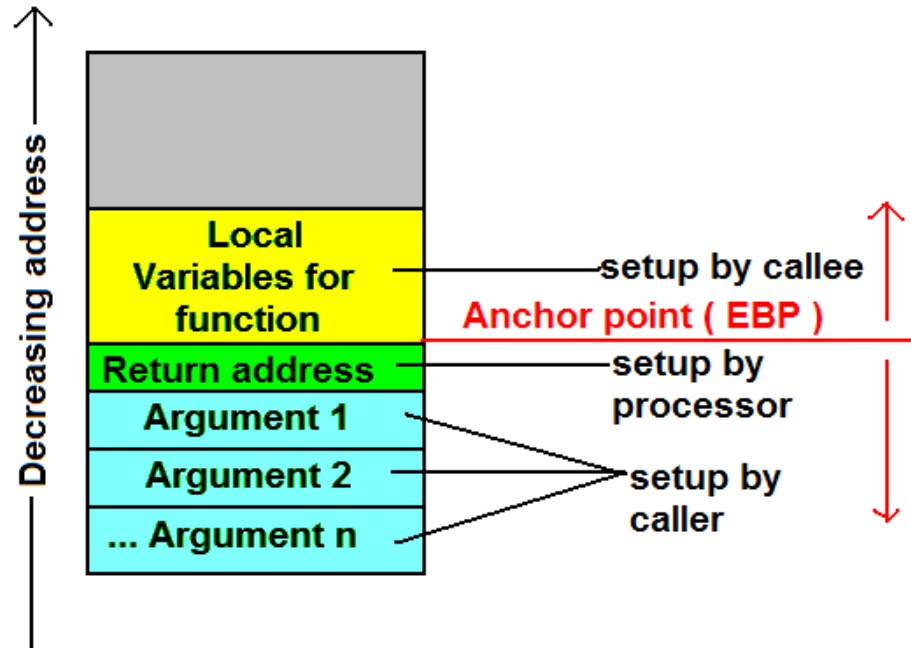 Decreasing address
Local
Variables for
function
setup by callee
Anchor point ( EBP )
Return address
setup by
processor
Argument 1
Argument 2
setup by
caller
... Argument n